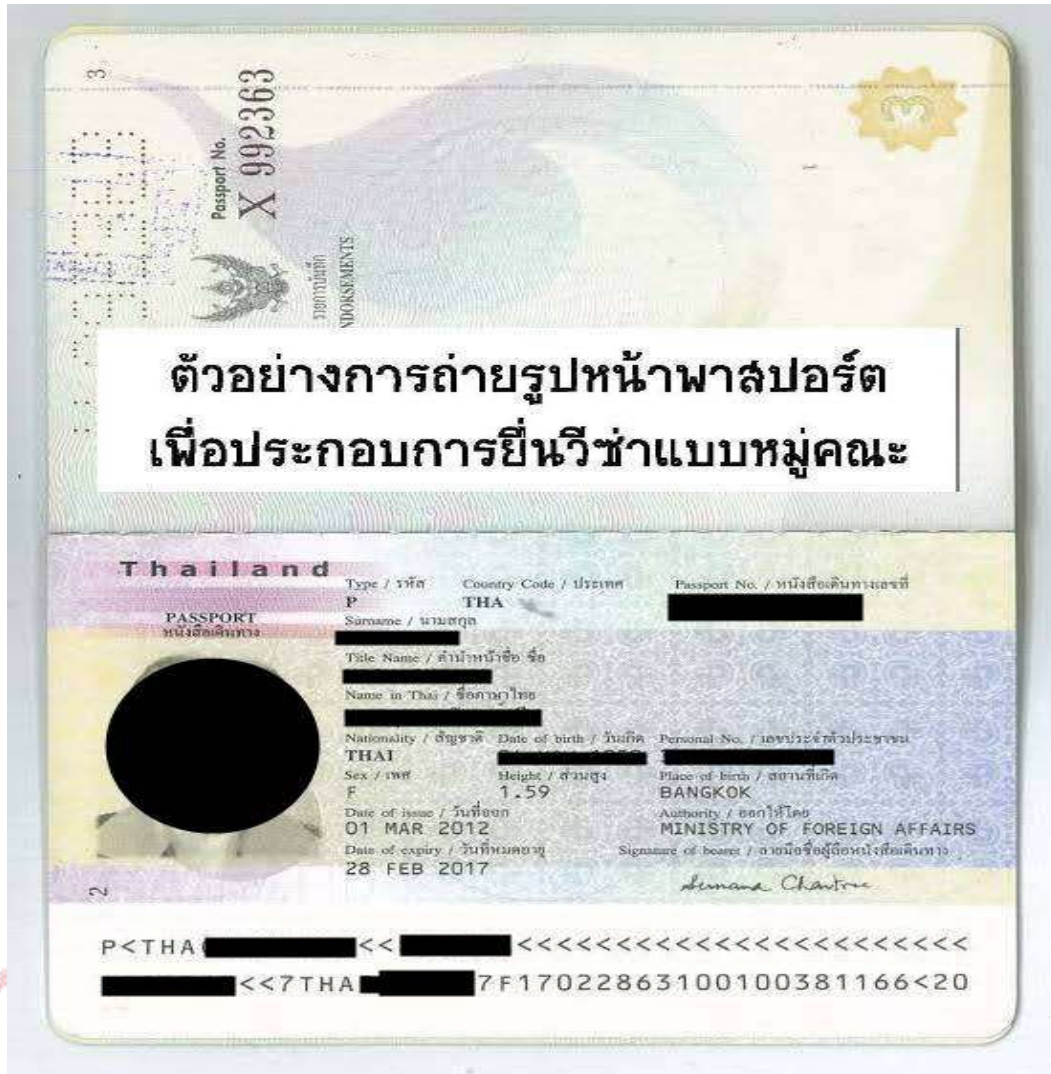 3
Passport No.
X 992363
รายการบันทึก
ENDORSEMENTS
ตัวอย่างการถ่ายรูปหน้าพาสปอร์ต
เพื่อประกอบการยื่นวีซ่าแบบหมู่คณะ
Thailand
PASSPORT
หนังสือเดินทาง
Type / รหัส Country Code / ประเทศ Passport No. / หนังสือเดินทางเลขที่
P THA
Surname / นามสกุล
Title Name / คำนำหน้าชื่อ ชื่อ
Name in Thai / ชื่อภาษาไทย
Nationality / สัญชาติ Date of birth / วันเกิด Personal No. / เลขประจำตัวประชาชน
THAI
Sex / เพศ Height / ส่วนสูง Place of birth / สถานที่เกิด
F 1.59 BANGKOK
Date of issue / วันที่ออก Authority / ออกให้โดย
01 MAR 2012 MINISTRY OF FOREIGN AFFAIRS
Date of expiry / วันที่หมดอายุ Signature of bearer / ลายมือชื่อผู้ถือหนังสือเดินทาง
28 FEB 2017
2
P<THA << <<<<<<<<<<<<<<<<<<<<<<<
<<7THA 7F1702286310010038​1166<20